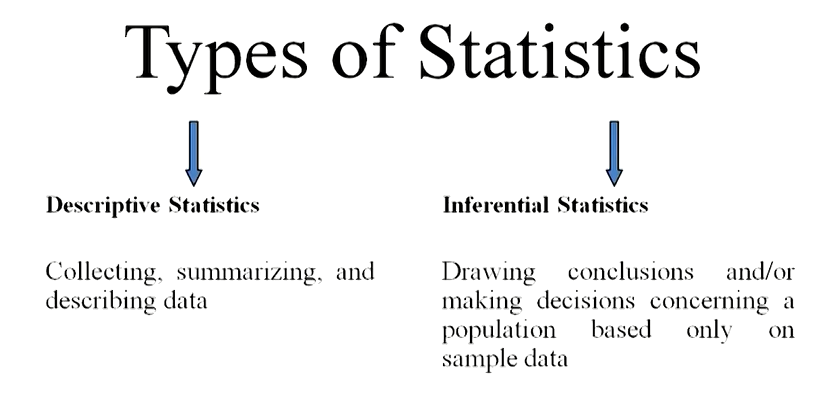 Types of Statistics
Descriptive Statistics
Collecting, summarizing, and
describing data
Inferential Statistics
Drawing conclusions and/or
making decisions concerning a
population based only on
sample data